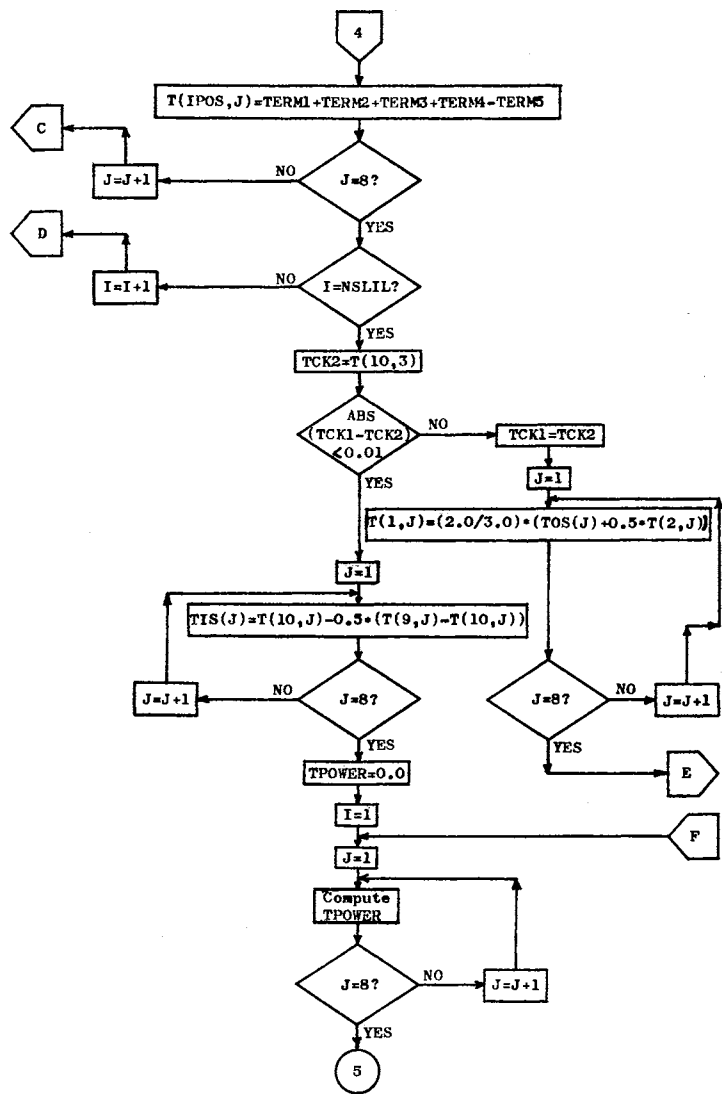 4
T(IPOS,J)=TERM1+TERM2+TERM3+TERM4-TERM5
C
J=J+1
NO
J=8?
YES
D
I=I+1
NO
I=NSLIL?
YES
TCK2=T(10,3)
ABS
(TCK1-TCK2)
<0.01
NO
TCK1=TCK2
YES
J=1
T(1,J)=(2.0/3.0)*(TOS(J)+0.5*T(2,J))
J=1
TIS(J)=T(10,J)-0.5*(T(9,J)-T(10,J))
J=J+1
NO
J=8?
YES
J=8?
NO
J=J+1
YES
TPOWER=0.0
E
I=1
F
J=1
Compute
TPOWER
J=8?
NO
J=J+1
YES
5